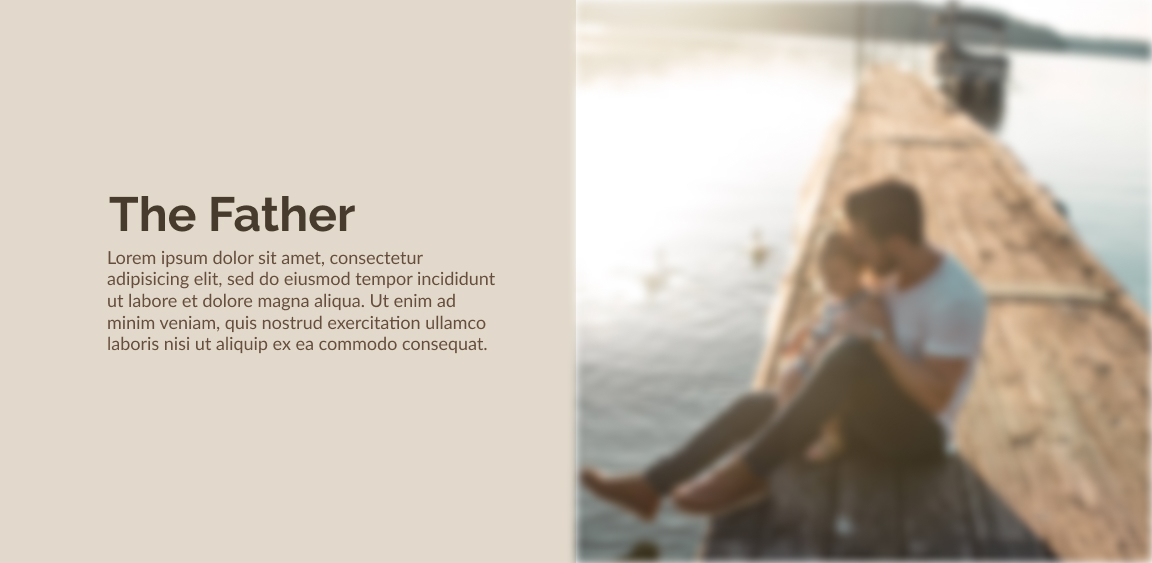 The Father
Lorem ipsum dolor sit amet, consectetur
adipisicing elit, sed do eiusmod tempor incididunt
ut labore et dolore magna aliqua. Ut enim ad
minim veniam, quis nostrud exercitation ullamco
laboris nisi ut aliquip ex ea commodo consequat.